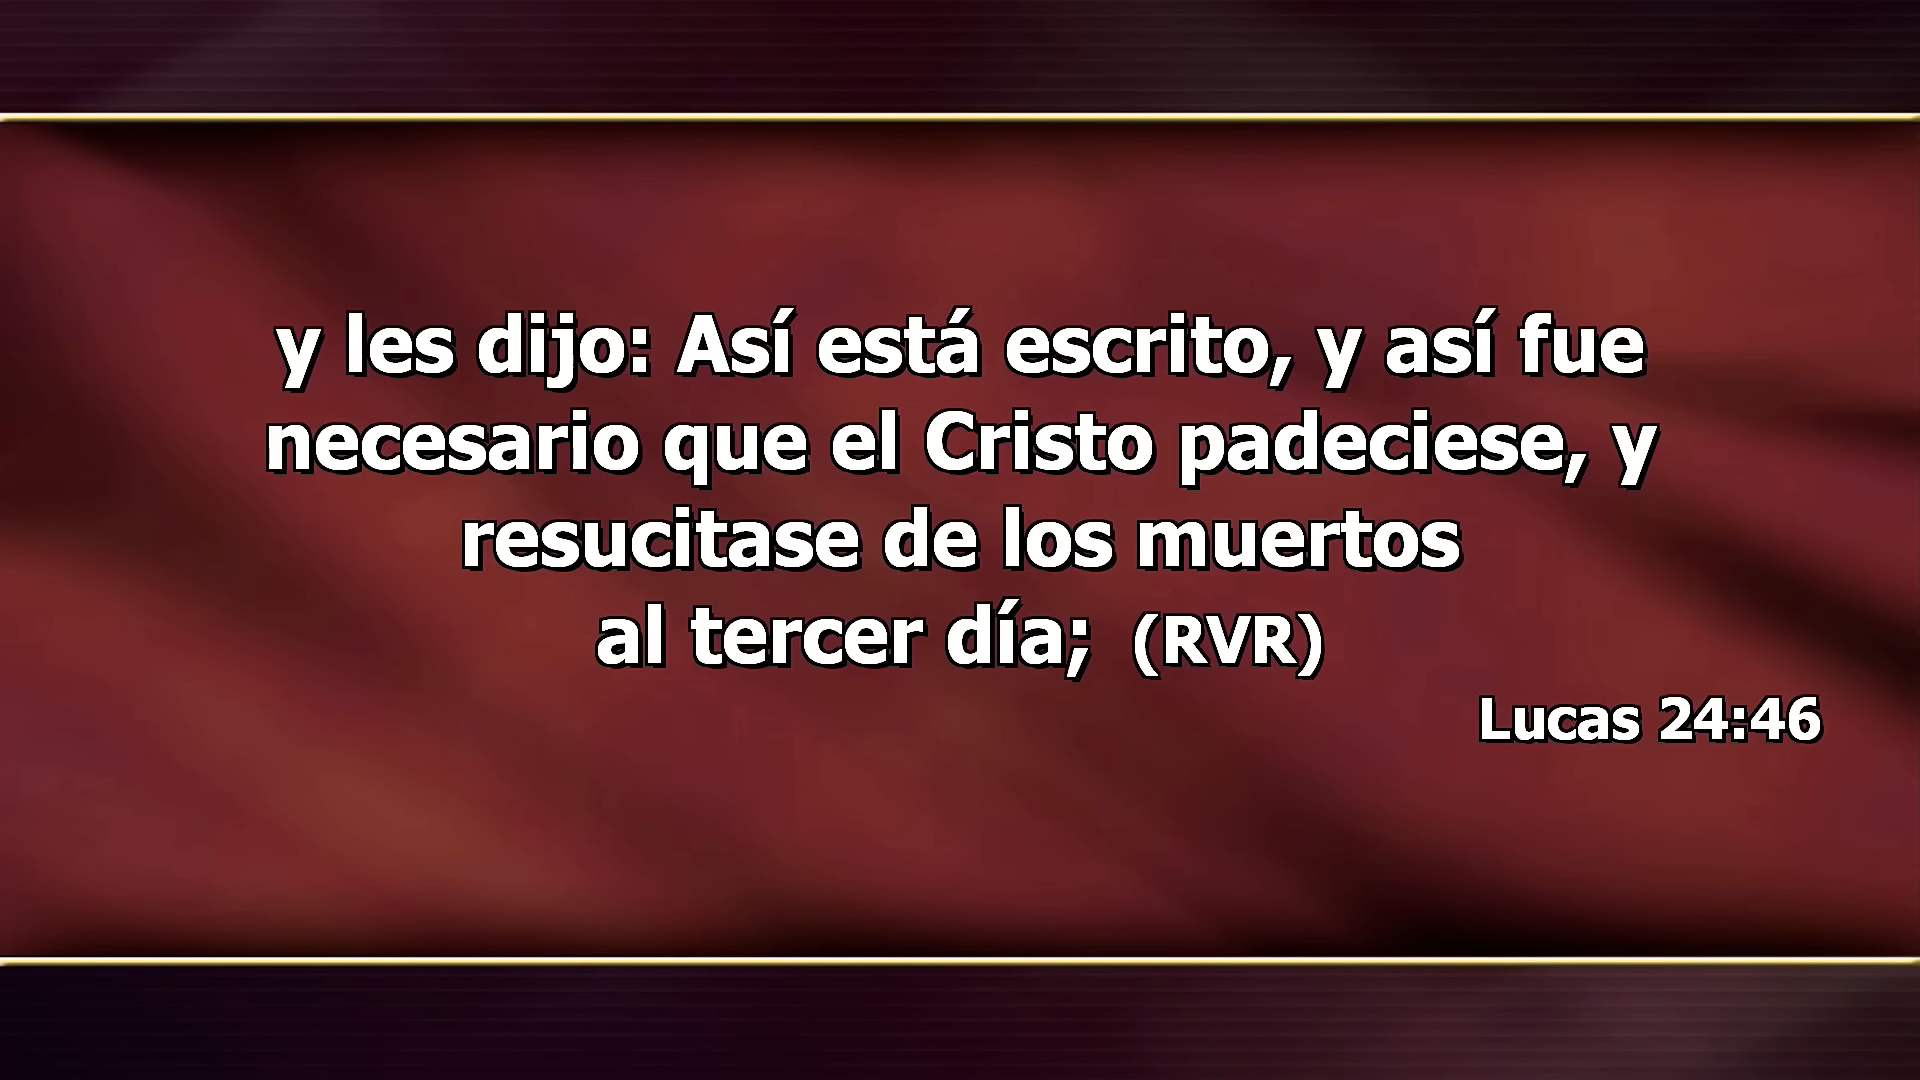 y les dijo: Así está escrito, y así fue
necesario que el Cristo padeciese, y
resucitase de los muertos
al tercer día; (RVR)
Lucas 24:46